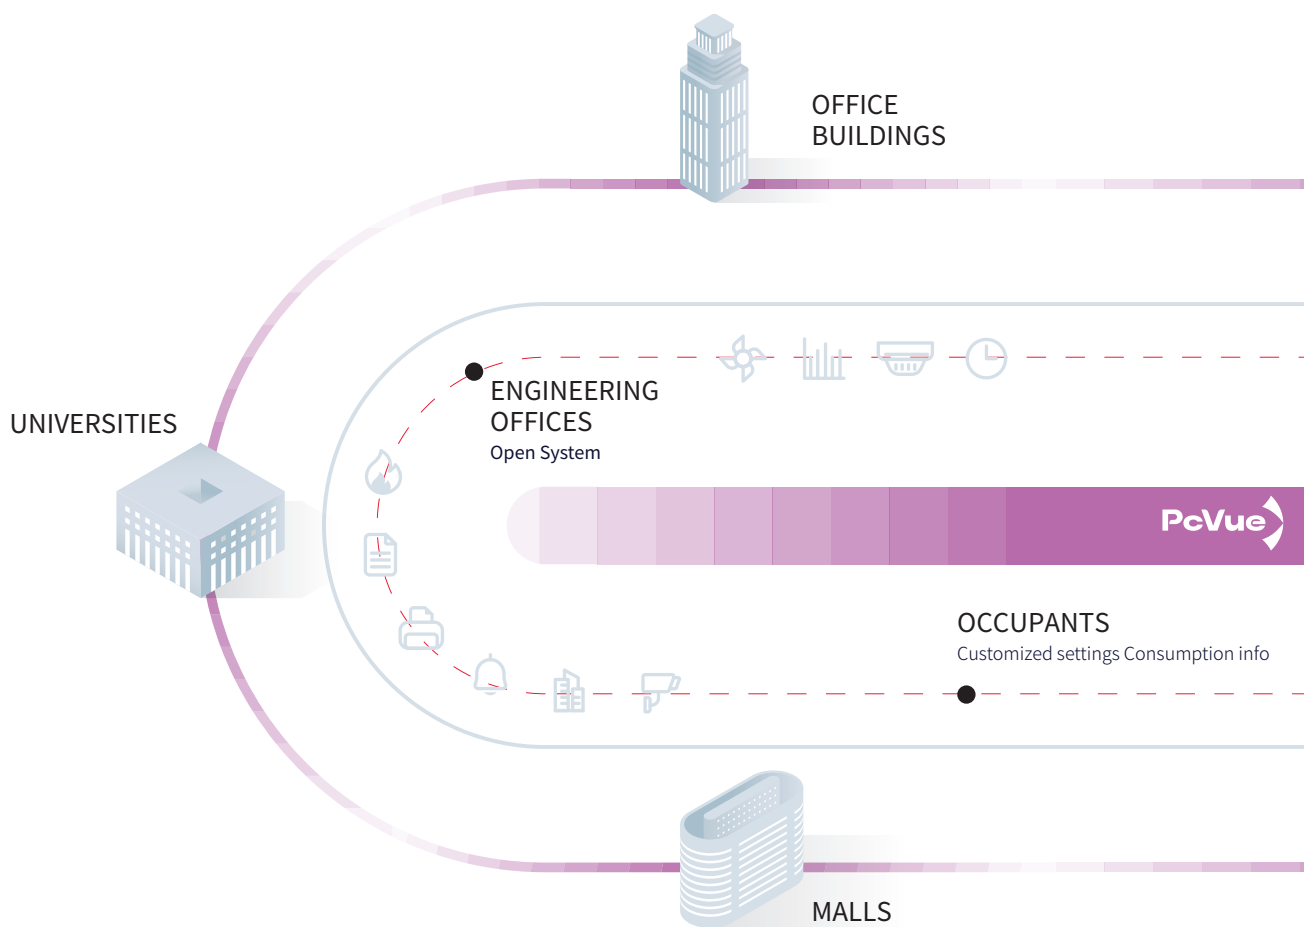 OFFICE
BUILDINGS
ENGINEERING
OFFICES
Open System
UNIVERSITIES
PcVue
OCCUPANTS
Customized settings Consumption info
MALLS